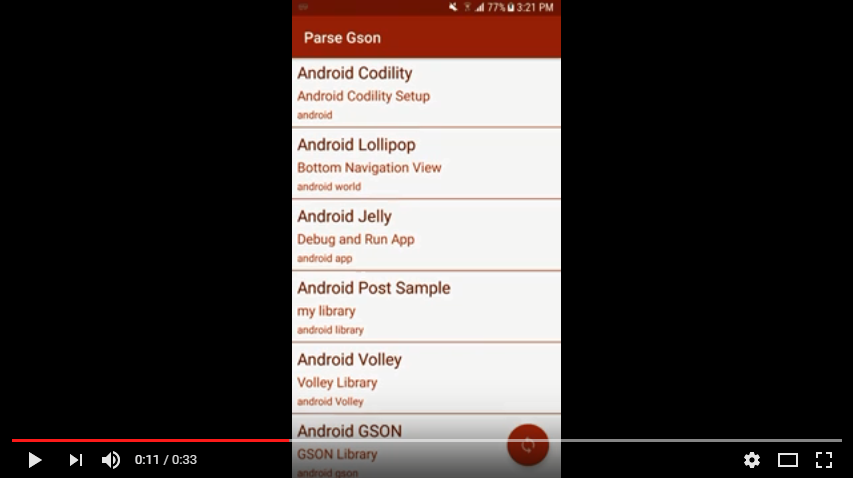 77% 3:21 PM
Parse Gson
Android Codility
Android Codility Setup
android
Android Lollipop
Bottom Navigation View
android world
Android Jelly
Debug and Run App
android app
Android Post Sample
my library
android library
Android Volley
Volley Library
android Volley
Android GSON
GSON Library
android gson
0:11 / 0:33